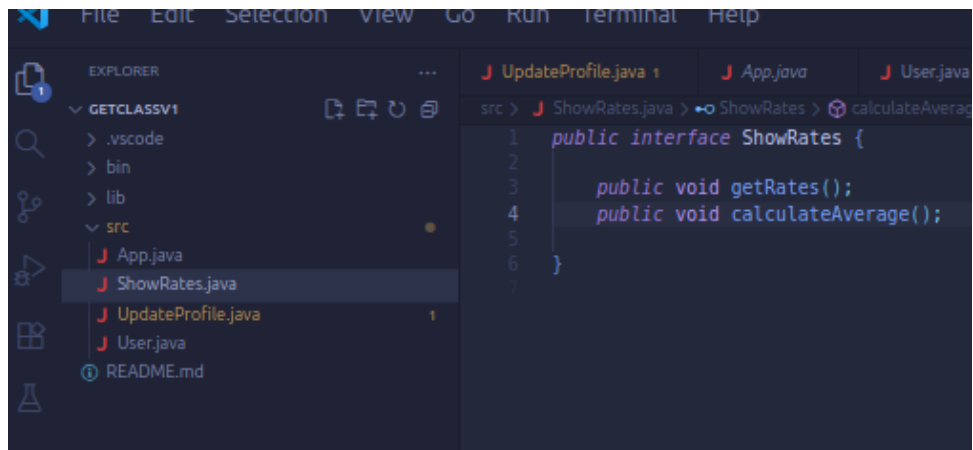 File Edit Selection View Go Run Terminal Help
EXPLORER
GETCLASSV1
.vscode
bin
lib
src
J App.java
J ShowRates.java
J UpdateProfile.java 1
J User.java
README.md
1
J UpdateProfile.java 1 J App.java J User.java
src > J ShowRates.java > ShowRates > calculateAverag
1 public interface ShowRates {
2
3 public void getRates();
4 public void calculateAverage();
5
6 }
7